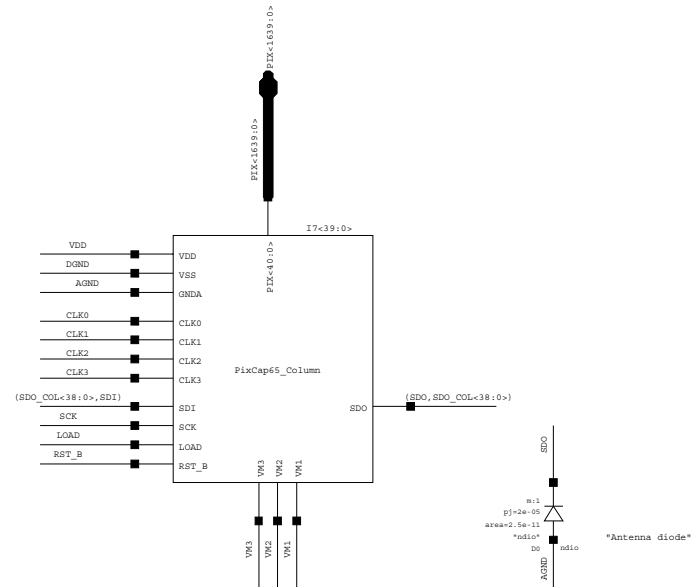 PIX<1639:0>
PIX<1639:0>
I7<39:0>
PIX<40:0>
VDD
VDD
DGND
VSS
AGND
GNDA
CLK0
CLK0
CLK1
CLK1
CLK2
CLK2
CLK3
CLK3
PixCap65_Column
(SDO_COL<38:0>,SDI)
SDI
SDO
(SDO,SDO_COL<38:0>)
SCK
SCK
LOAD
LOAD
RST_B
RST_B
VM3
VM2
VM1
VM3
VM2
VM1
SDO
m:1
pj=2e-05
area=2.5e-11
"ndio"
D0
ndio
"Antenna diode"
AGND